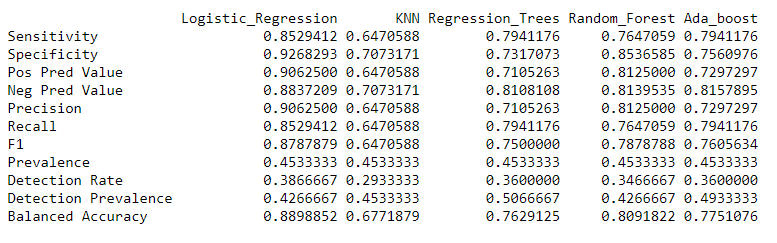 Logistic_Regression KNN Regression_Trees Random_Forest Ada_boost
Sensitivity 0.8529412 0.6470588 0.7941176 0.7647059 0.7941176
Specificity 0.9268293 0.7073171 0.7317073 0.8536585 0.7560976
Pos Pred Value 0.9062500 0.6470588 0.7105263 0.8125000 0.7297297
Neg Pred Value 0.8837209 0.7073171 0.8108108 0.8139535 0.8157895
Precision 0.9062500 0.6470588 0.7105263 0.8125000 0.7297297
Recall 0.8529412 0.6470588 0.7941176 0.7647059 0.7941176
F1 0.8787879 0.6470588 0.7500000 0.7878788 0.7605634
Prevalence 0.4533333 0.4533333 0.4533333 0.4533333 0.4533333
Detection Rate 0.3866667 0.2933333 0.3600000 0.3466667 0.3600000
Detection Prevalence 0.4266667 0.4533333 0.5066667 0.4266667 0.4933333
Balanced Accuracy 0.8898852 0.6771879 0.7629125 0.8091822 0.7751076